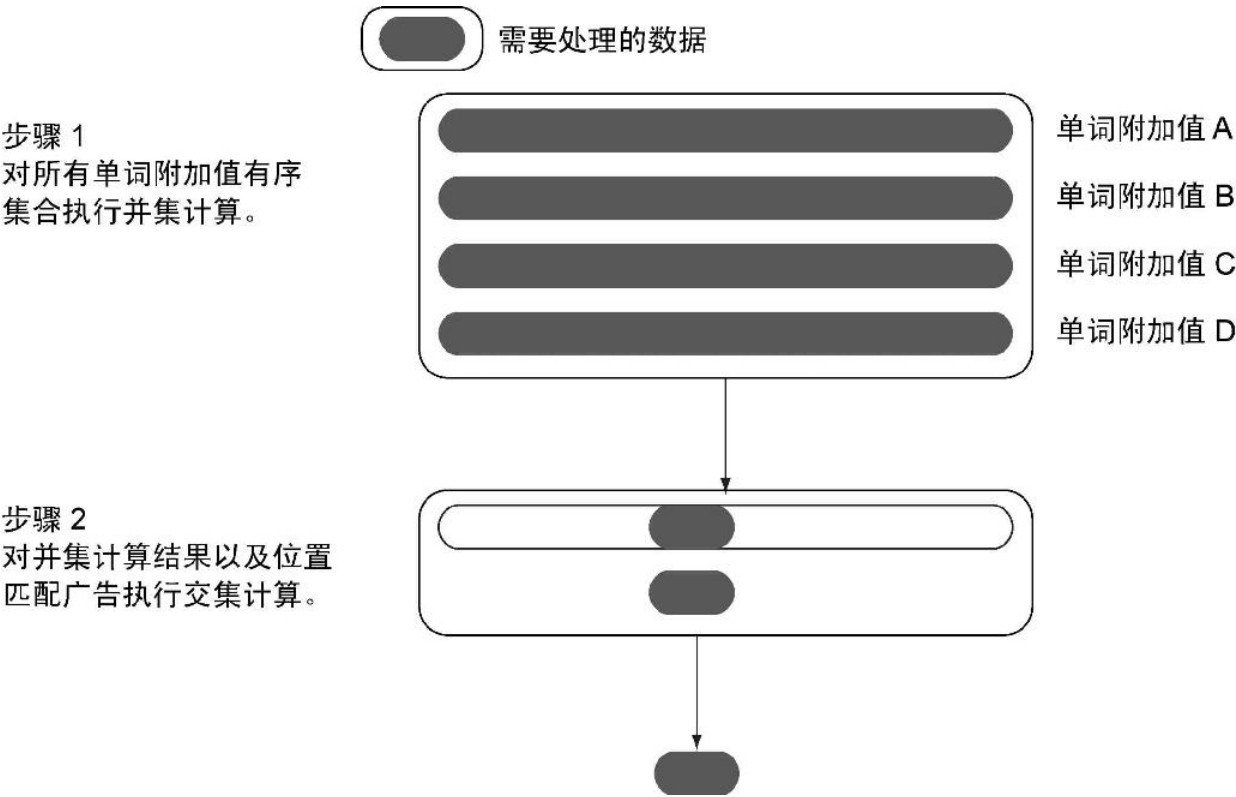 需要处理的数据
步骤 1
对所有单词附加值有序
集合执行并集计算。
单词附加值 A
单词附加值 B
单词附加值 C
单词附加值 D
步骤 2
对并集计算结果以及位置
匹配广告执行交集计算。